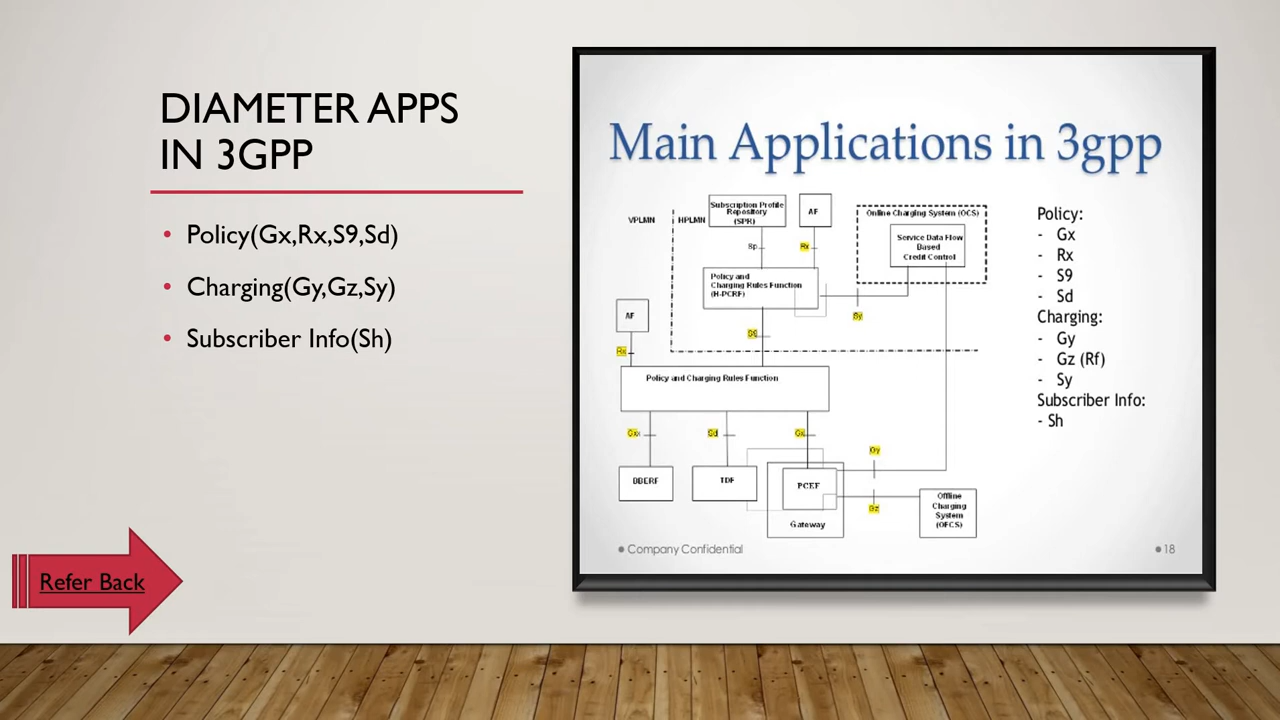 DIAMETER APPS
IN 3GPP
• Policy(Gx,Rx,S9,Sd)
• Charging(Gy,Gz,Sy)
• Subscriber Info(Sh)
Refer Back
Main Applications in 3gpp
VPLMN
HPLMN
Subscription Profile
Repository
(SPR)
AF
Online Charging System (OCS)
Service Data Flow
Based
Credit Control
Sp
Rx
Policy and
Charging Rules Function
(H-PCRF)
Sy
AF
S9
Rx
Policy and Charging Rules Function
Gxx
Sd
Gx
Gy
BBERF
TDF
PCEF
Gateway
Gz
Offline
Charging
System
(OFCS)
Policy:
- Gx
- Rx
- S9
- Sd
Charging:
- Gy
- Gz (Rf)
- Sy
Subscriber Info:
- Sh
• Company Confidential
• 18